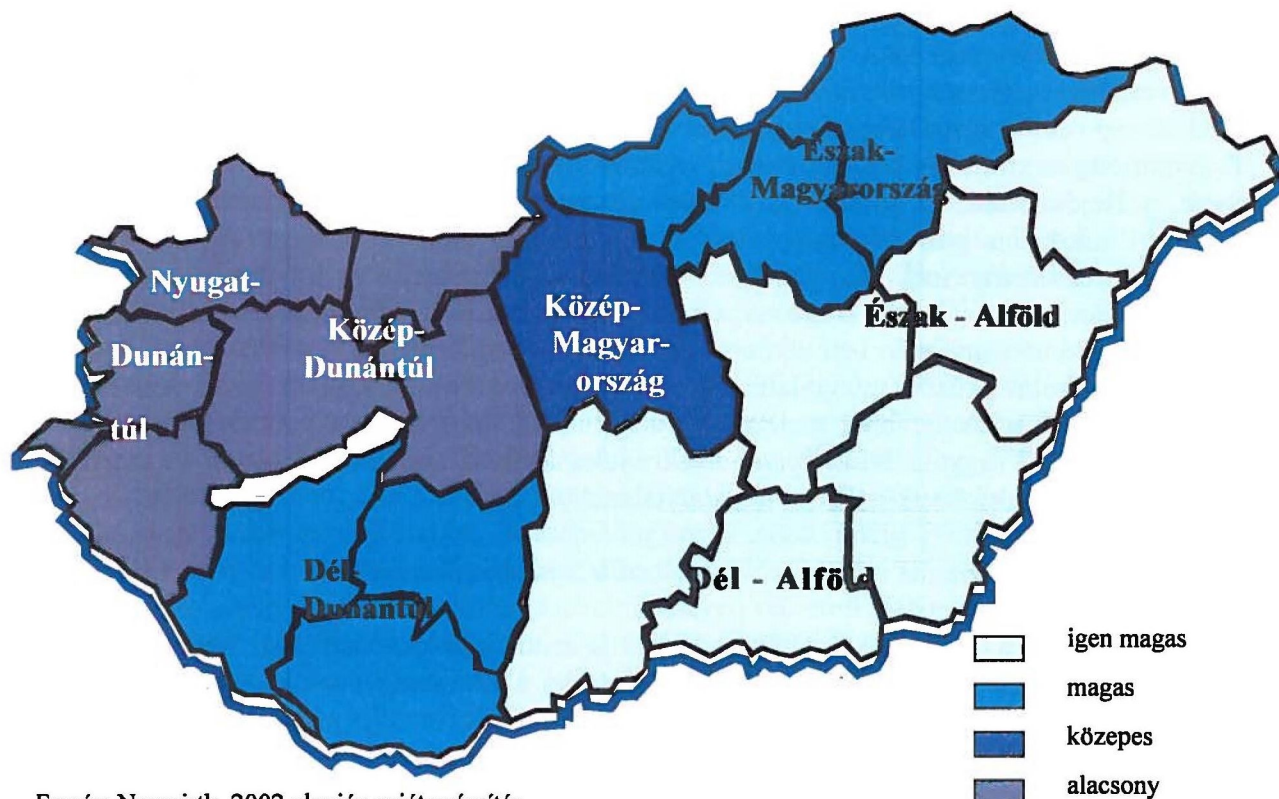 Észak-
Magyarország
Nyugat-
Dunán-
túl
Közép-
Dunántúl
Közép-
Magyar-
ország
Észak - Alföld
Dél-
Dunántúl
Dél - Alföld
igen magas
magas
közepes
alacsony